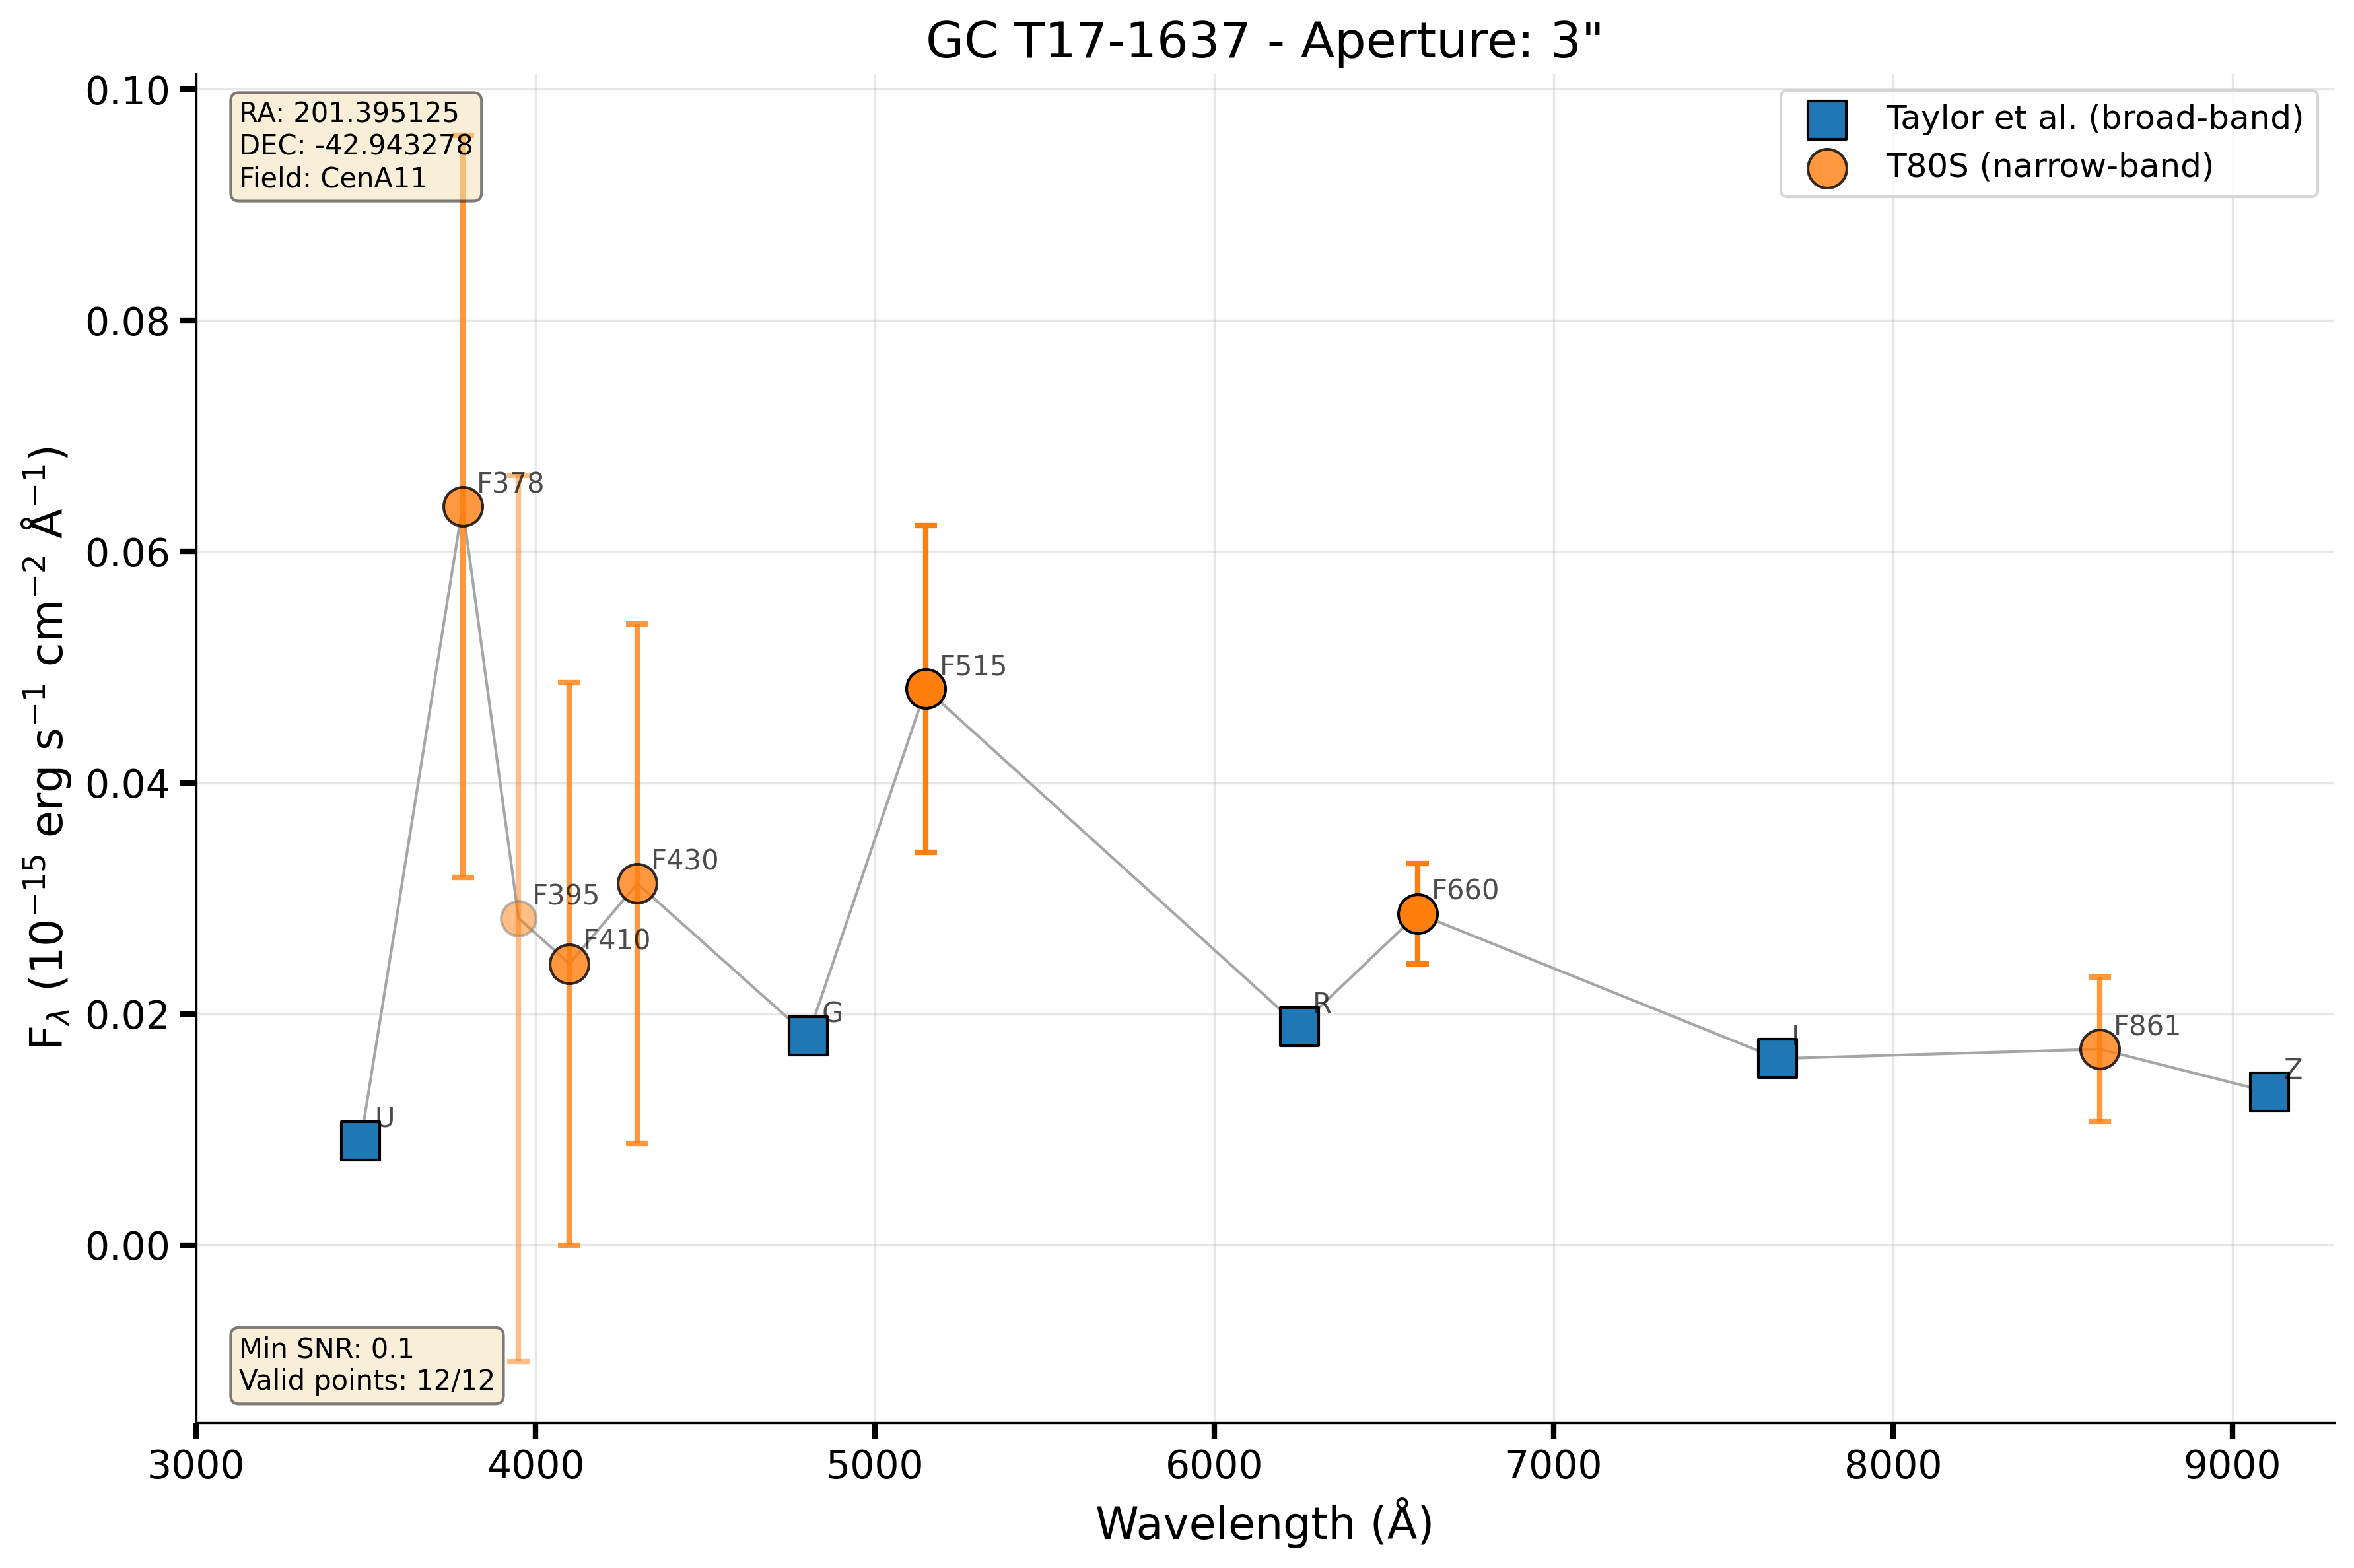 GC T17-1637 - Aperture: 3"
RA: 201.395125
DEC: -42.943278
Field: CenA11
Taylor et al. (broad-band)
T80S (narrow-band)
F_λ (10⁻¹⁵ erg s⁻¹ cm⁻² Å⁻¹)
0.10
0.08
0.06
0.04
0.02
0.00
U
F378
F395
F410
F430
G
F515
R
F660
I
F861
Z
Min SNR: 0.1
Valid points: 12/12
3000
4000
5000
6000
7000
8000
9000
Wavelength (Å)